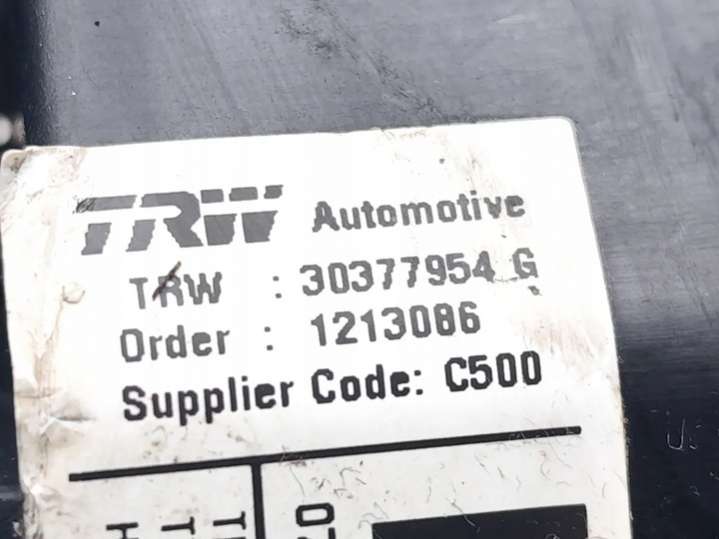 TRW Automotive
TRW : 30377954 G
Order : 1213086
Supplier Code: C500